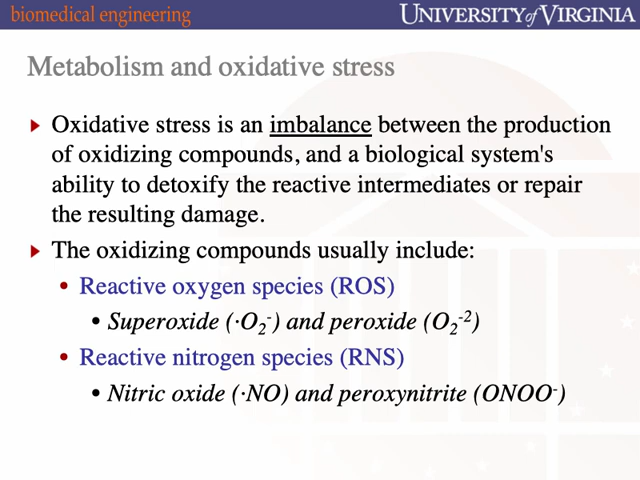 biomedical engineering
UNIVERSITY of VIRGINIA
Metabolism and oxidative stress
Oxidative stress is an imbalance between the production
of oxidizing compounds, and a biological system's
ability to detoxify the reactive intermediates or repair
the resulting damage.
The oxidizing compounds usually include:
• Reactive oxygen species (ROS)
• Superoxide (·O₂⁻) and peroxide (O₂⁻²)
• Reactive nitrogen species (RNS)
• Nitric oxide (·NO) and peroxynitrite (ONOO⁻)